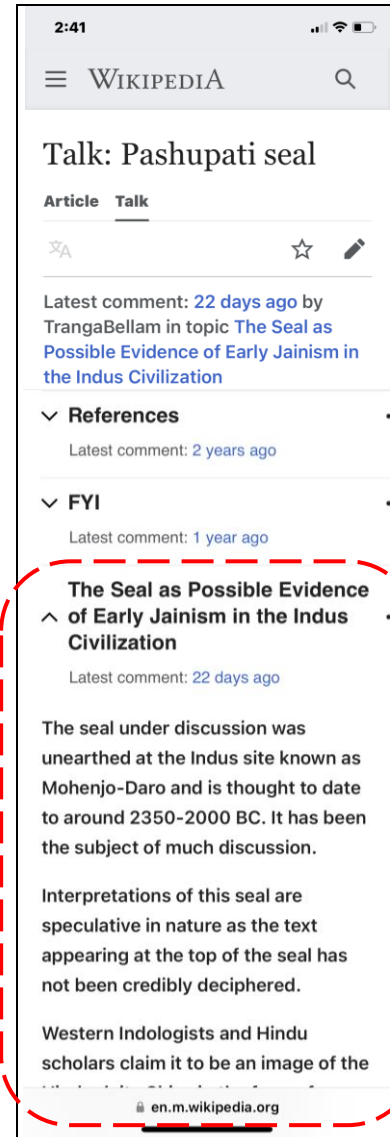 2:41
WIKIPEDIA
Talk: Pashupati seal
Article Talk
Latest comment: 22 days ago by
TrangaBellam in topic The Seal as
Possible Evidence of Early Jainism in
the Indus Civilization
References
Latest comment: 2 years ago
FYI
Latest comment: 1 year ago
The Seal as Possible Evidence
of Early Jainism in the Indus
Civilization
Latest comment: 22 days ago
The seal under discussion was
unearthed at the Indus site known as
Mohenjo-Daro and is thought to date
to around 2350-2000 BC. It has been
the subject of much discussion.
Interpretations of this seal are
speculative in nature as the text
appearing at the top of the seal has
not been credibly deciphered.
Western Indologists and Hindu
scholars claim it to be an image of the
en.m.wikipedia.org